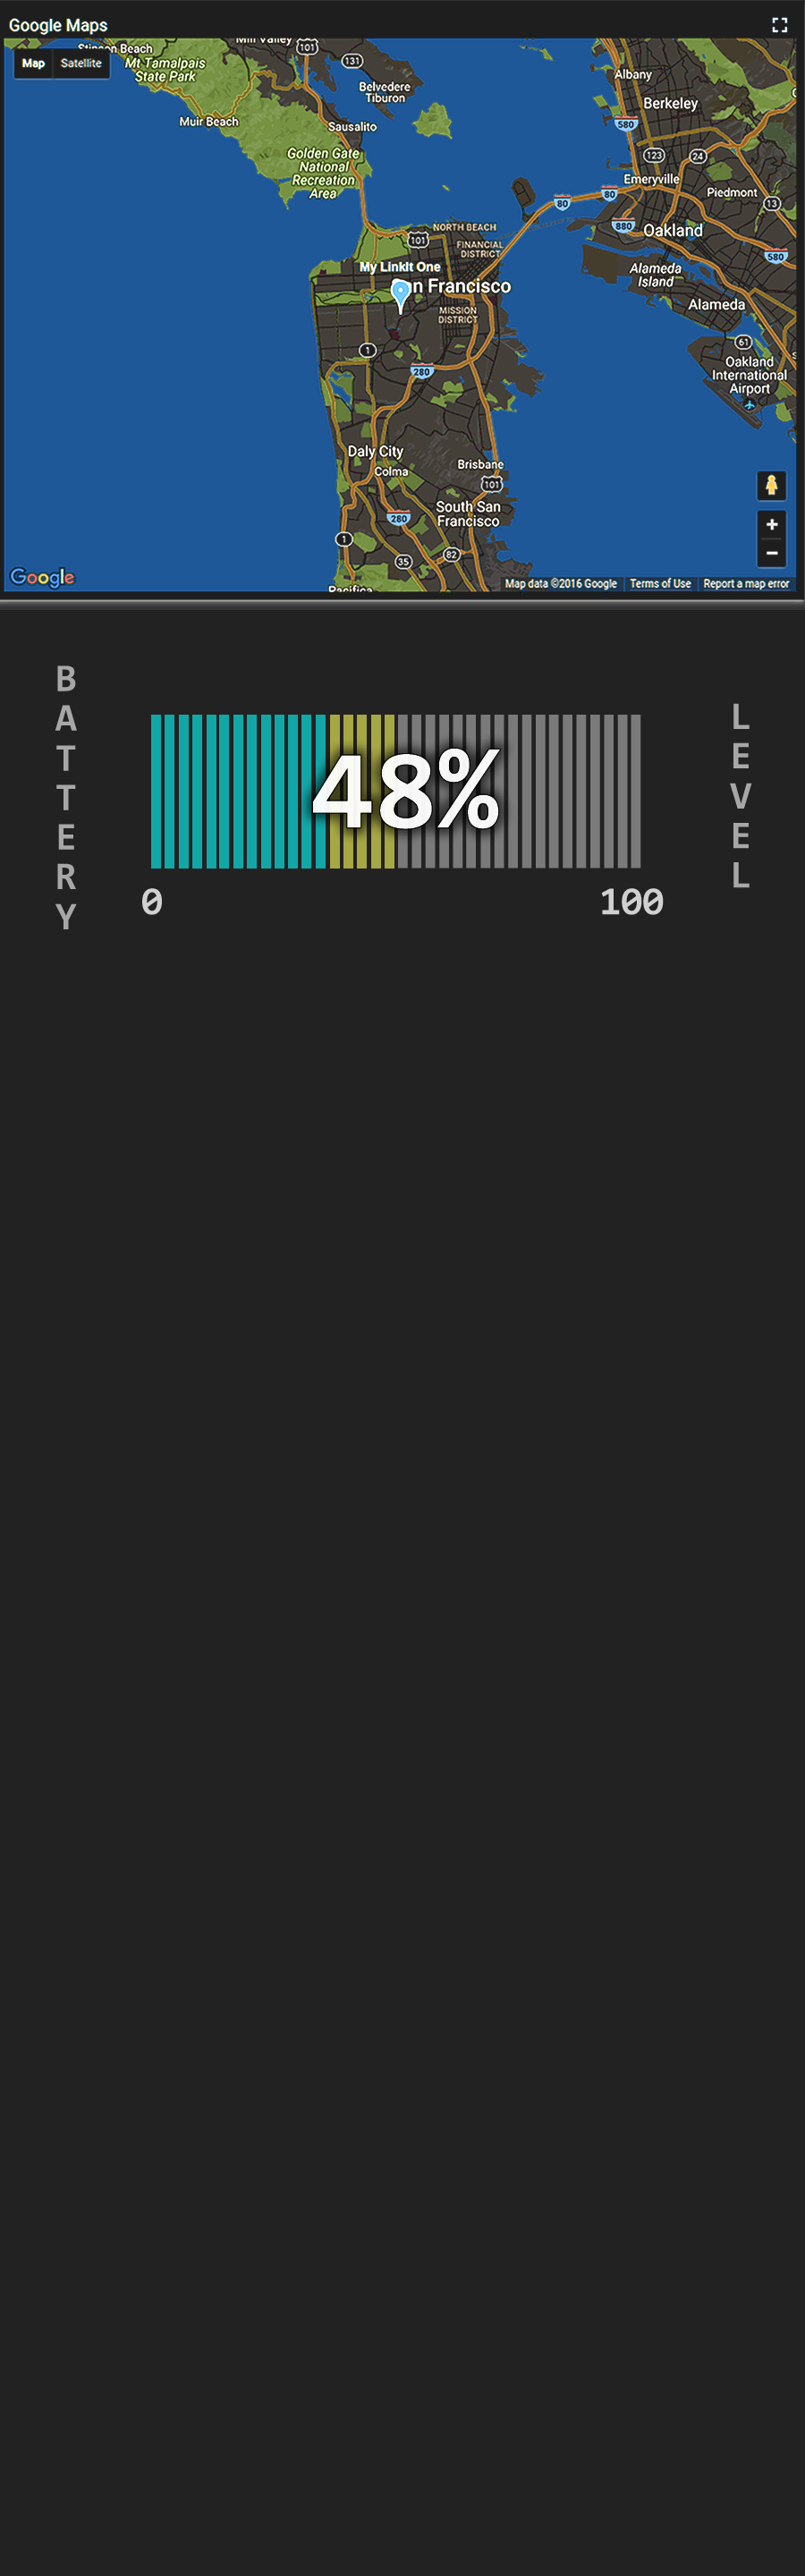 Google Maps
Map Satellite
Stinson Beach
Mill Valley
101
131
Mt Tamalpais
State Park
Belvedere
Tiburon
Muir Beach
Sausalito
Golden Gate
National
Recreation
Area
Albany
Berkeley
580
123
24
Emeryville
Piedmont
13
80
80
880
Oakland
580
NORTH BEACH
101
FINANCIAL
DISTRICT
My LinkIt One
San Francisco
MISSION
DISTRICT
Alameda
Island
Alameda
61
1
280
Oakland
International
Airport
Daly City
Colma
Brisbane
101
South San
Francisco
280
1
35
82
Pacifica
+
−
Google
Map data ©2016 Google Terms of Use Report a map error
BATTERY
48%
0
100
LEVEL